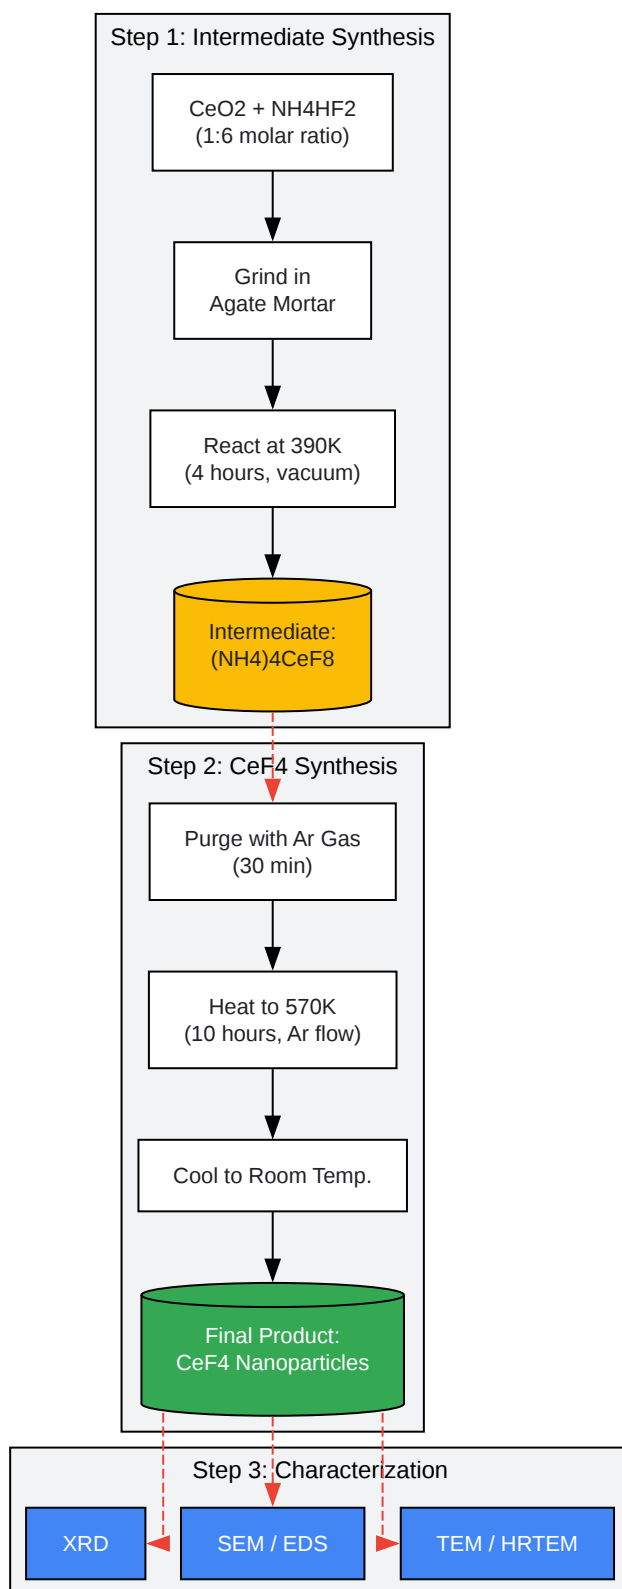 Step 1: Intermediate Synthesis
CeO2 + NH4HF2
(1:6 molar ratio)
Grind in
Agate Mortar
React at 390K
(4 hours, vacuum)
Intermediate:
(NH4)4CeF8
Step 2: CeF4 Synthesis
Purge with Ar Gas
(30 min)
Heat to 570K
(10 hours, Ar flow)
Cool to Room Temp.
Final Product:
CeF4 Nanoparticles
Step 3: Characterization
XRD
SEM / EDS
TEM / HRTEM